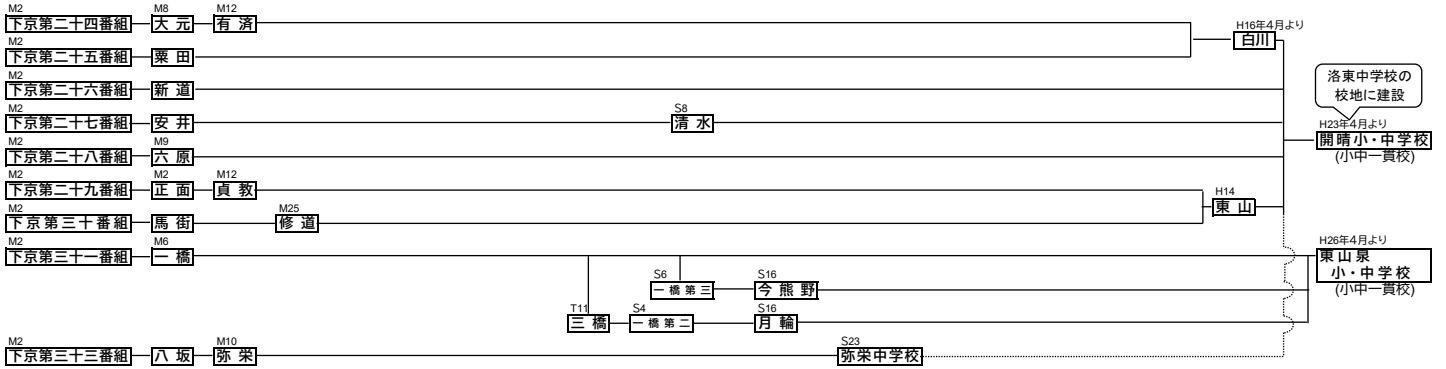 M2 M8 M12
下京第二十四番組 大元 有済
H16年4月より
白川
M2
下京第二十五番組 粟田
M2
下京第二十六番組 新道
洛東中学校の
校地に建設
M2 S8
下京第二十七番組 安井 清水
H23年4月より
開晴小・中学校
(小中一貫校)
M2 M9
下京第二十八番組 六原
M2 M2 M12
下京第二十九番組 正面 貞教
H14
東山
M2 M25
下京第三十番組 馬街 修道
M2 M6
下京第三十一番組 一橋
H26年4月より
東山泉
小・中学校
(小中一貫校)
S6 S16
一橋第三 今熊野
T11 S4 S16
三橋 一橋第二 月輪
M2 M10 S23
下京第三十三番組 八坂 弥栄 弥栄中学校